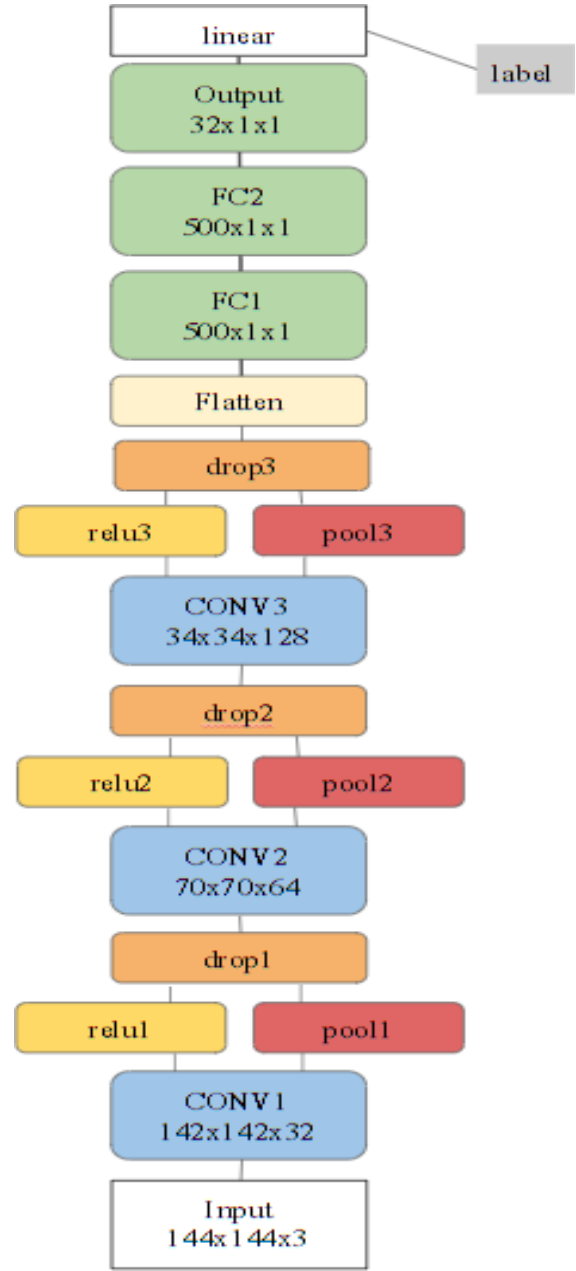 linear
label
Output
32x1x1
FC2
500x1x1
FC1
500x1x1
Flatten
drop3
relu3
pool3
CONV3
34x34x128
drop2
relu2
pool2
CONV2
70x70x64
drop1
relu1
pool1
CONV1
142x142x32
Input
144x144x3